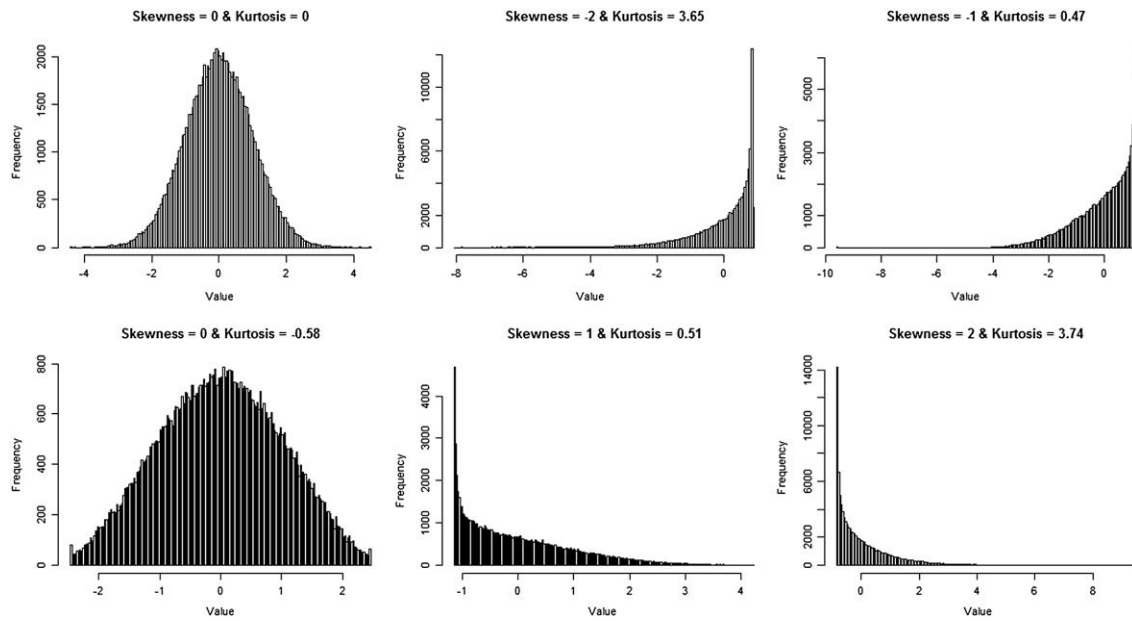 Skewness = 0 & Kurtosis = 0
Frequency
2000
1500
1000
500
0
-4 -2 0 2 4
Value
Skewness = -2 & Kurtosis = 3.65
Frequency
10000
6000
2000
0
-8 -6 -4 -2 0
Value
Skewness = -1 & Kurtosis = 0.47
Frequency
5000
3000
1000
0
-10 -8 -6 -4 -2 0
Value
Skewness = 0 & Kurtosis = -0.58
Frequency
800
600
400
200
0
-2 -1 0 1 2
Value
Skewness = 1 & Kurtosis = 0.51
Frequency
4000
3000
2000
1000
0
-1 0 1 2 3 4
Value
Skewness = 2 & Kurtosis = 3.74
Frequency
14000
10000
6000
2000
0
0 2 4 6 8
Value